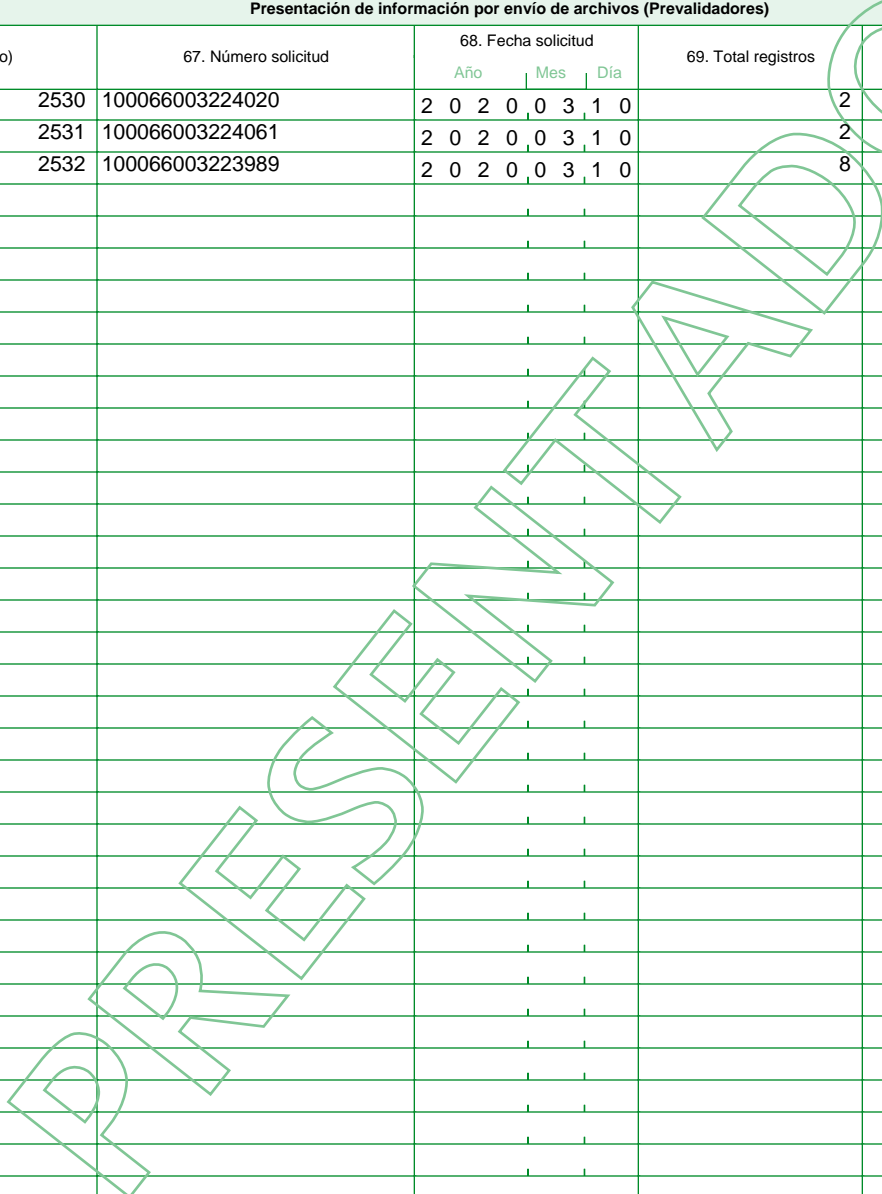 Presentación de información por envío de archivos (Prevalidadores)
o) 67. Número solicitud 68. Fecha solicitud 69. Total registros
Año Mes Día
2530 100066003224020 2 0 2 0 0 3 1 0 2
2531 100066003224061 2 0 2 0 0 3 1 0 2
2532 100066003223989 2 0 2 0 0 3 1 0 8
PRESENTADO